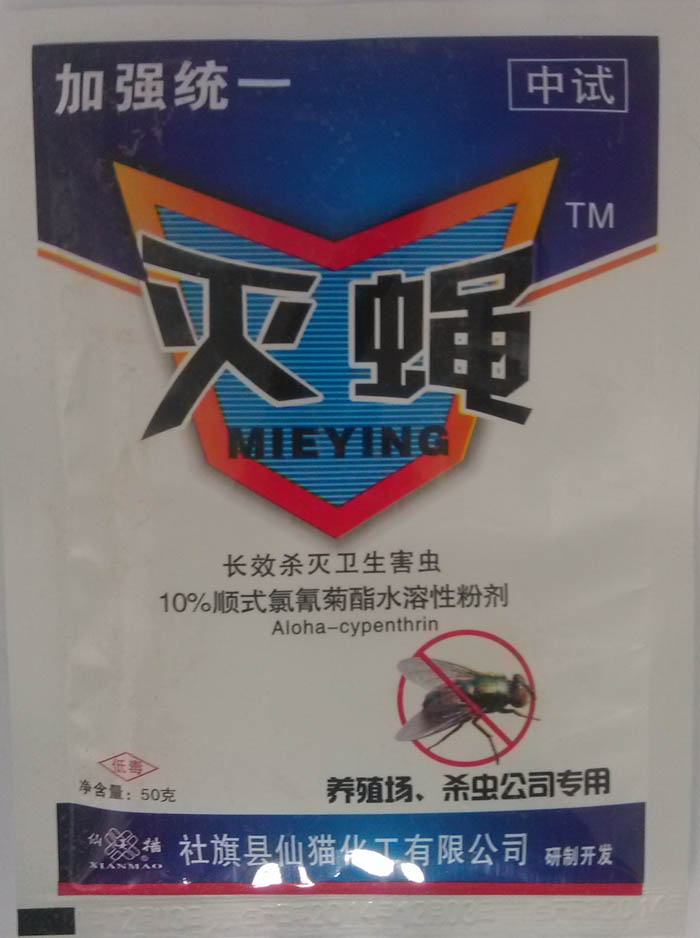 加强统一
中试
TM
灭蝇
MIEYING
长效杀灭卫生害虫
10%顺式氯氰菊酯水溶性粉剂
Aloha-cypenthrin
低毒
净含量：50克
养殖场、杀虫公司专用
仙猫
XIANMAO
®
社旗县仙猫化工有限公司 研制开发